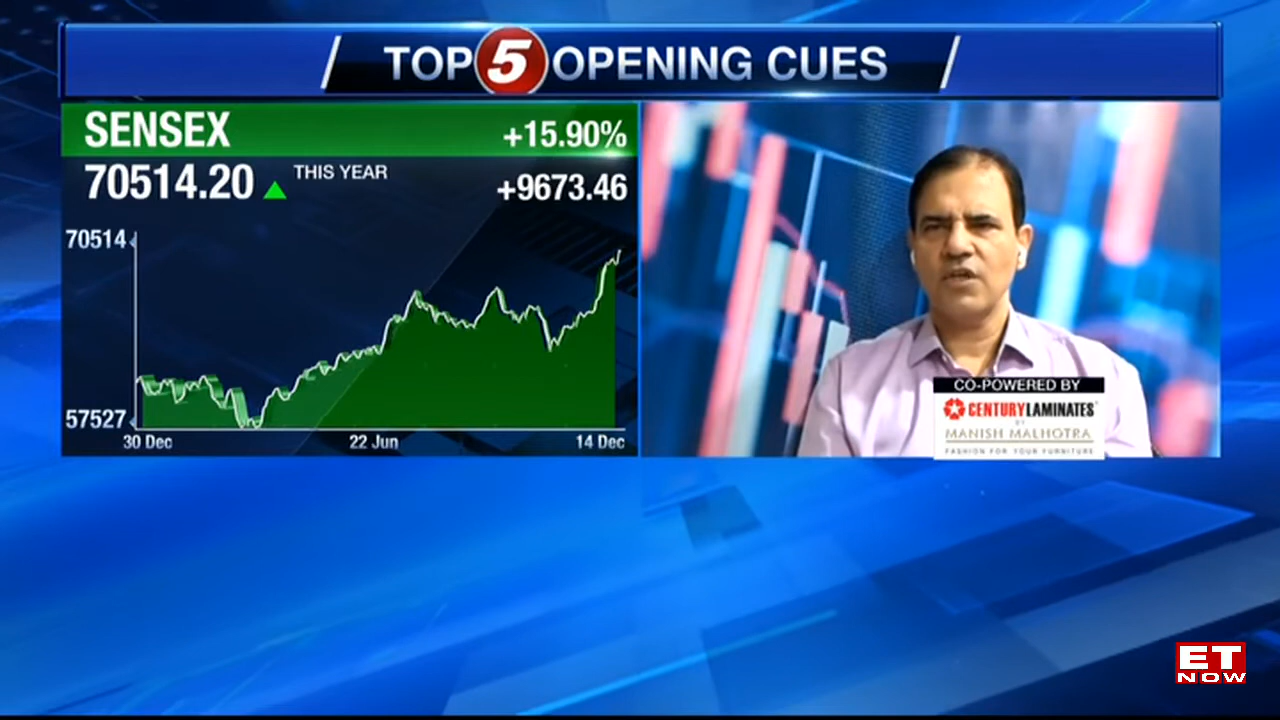 TOP 5 OPENING CUES
SENSEX +15.90%
70514.20 THIS YEAR +9673.46
70514
57527
30 Dec 22 Jun 14 Dec
CO-POWERED BY
CENTURYLAMINATES
BY
MANISH MALHOTRA
FASHION FOR YOUR FURNITURE
ET
NOW